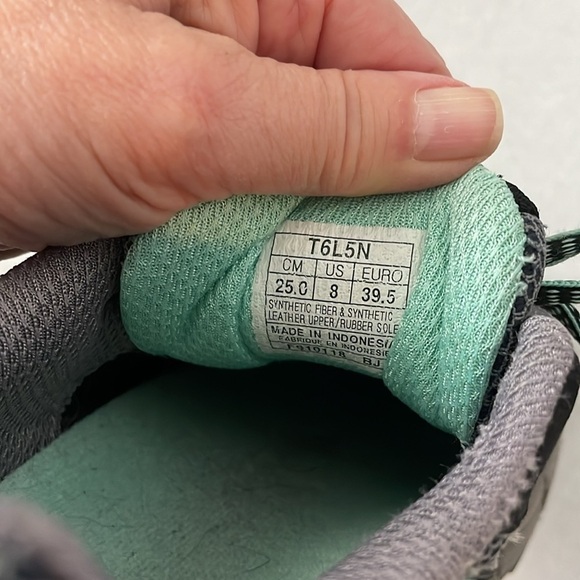 T6L5N
CM US EURO
25.0 8 39.5
SYNTHETIC FIBER & SYNTHETIC
LEATHER UPPER/RUBBER SOLE
MADE IN INDONESIA
FABRIQUE EN INDONESIE
BJ